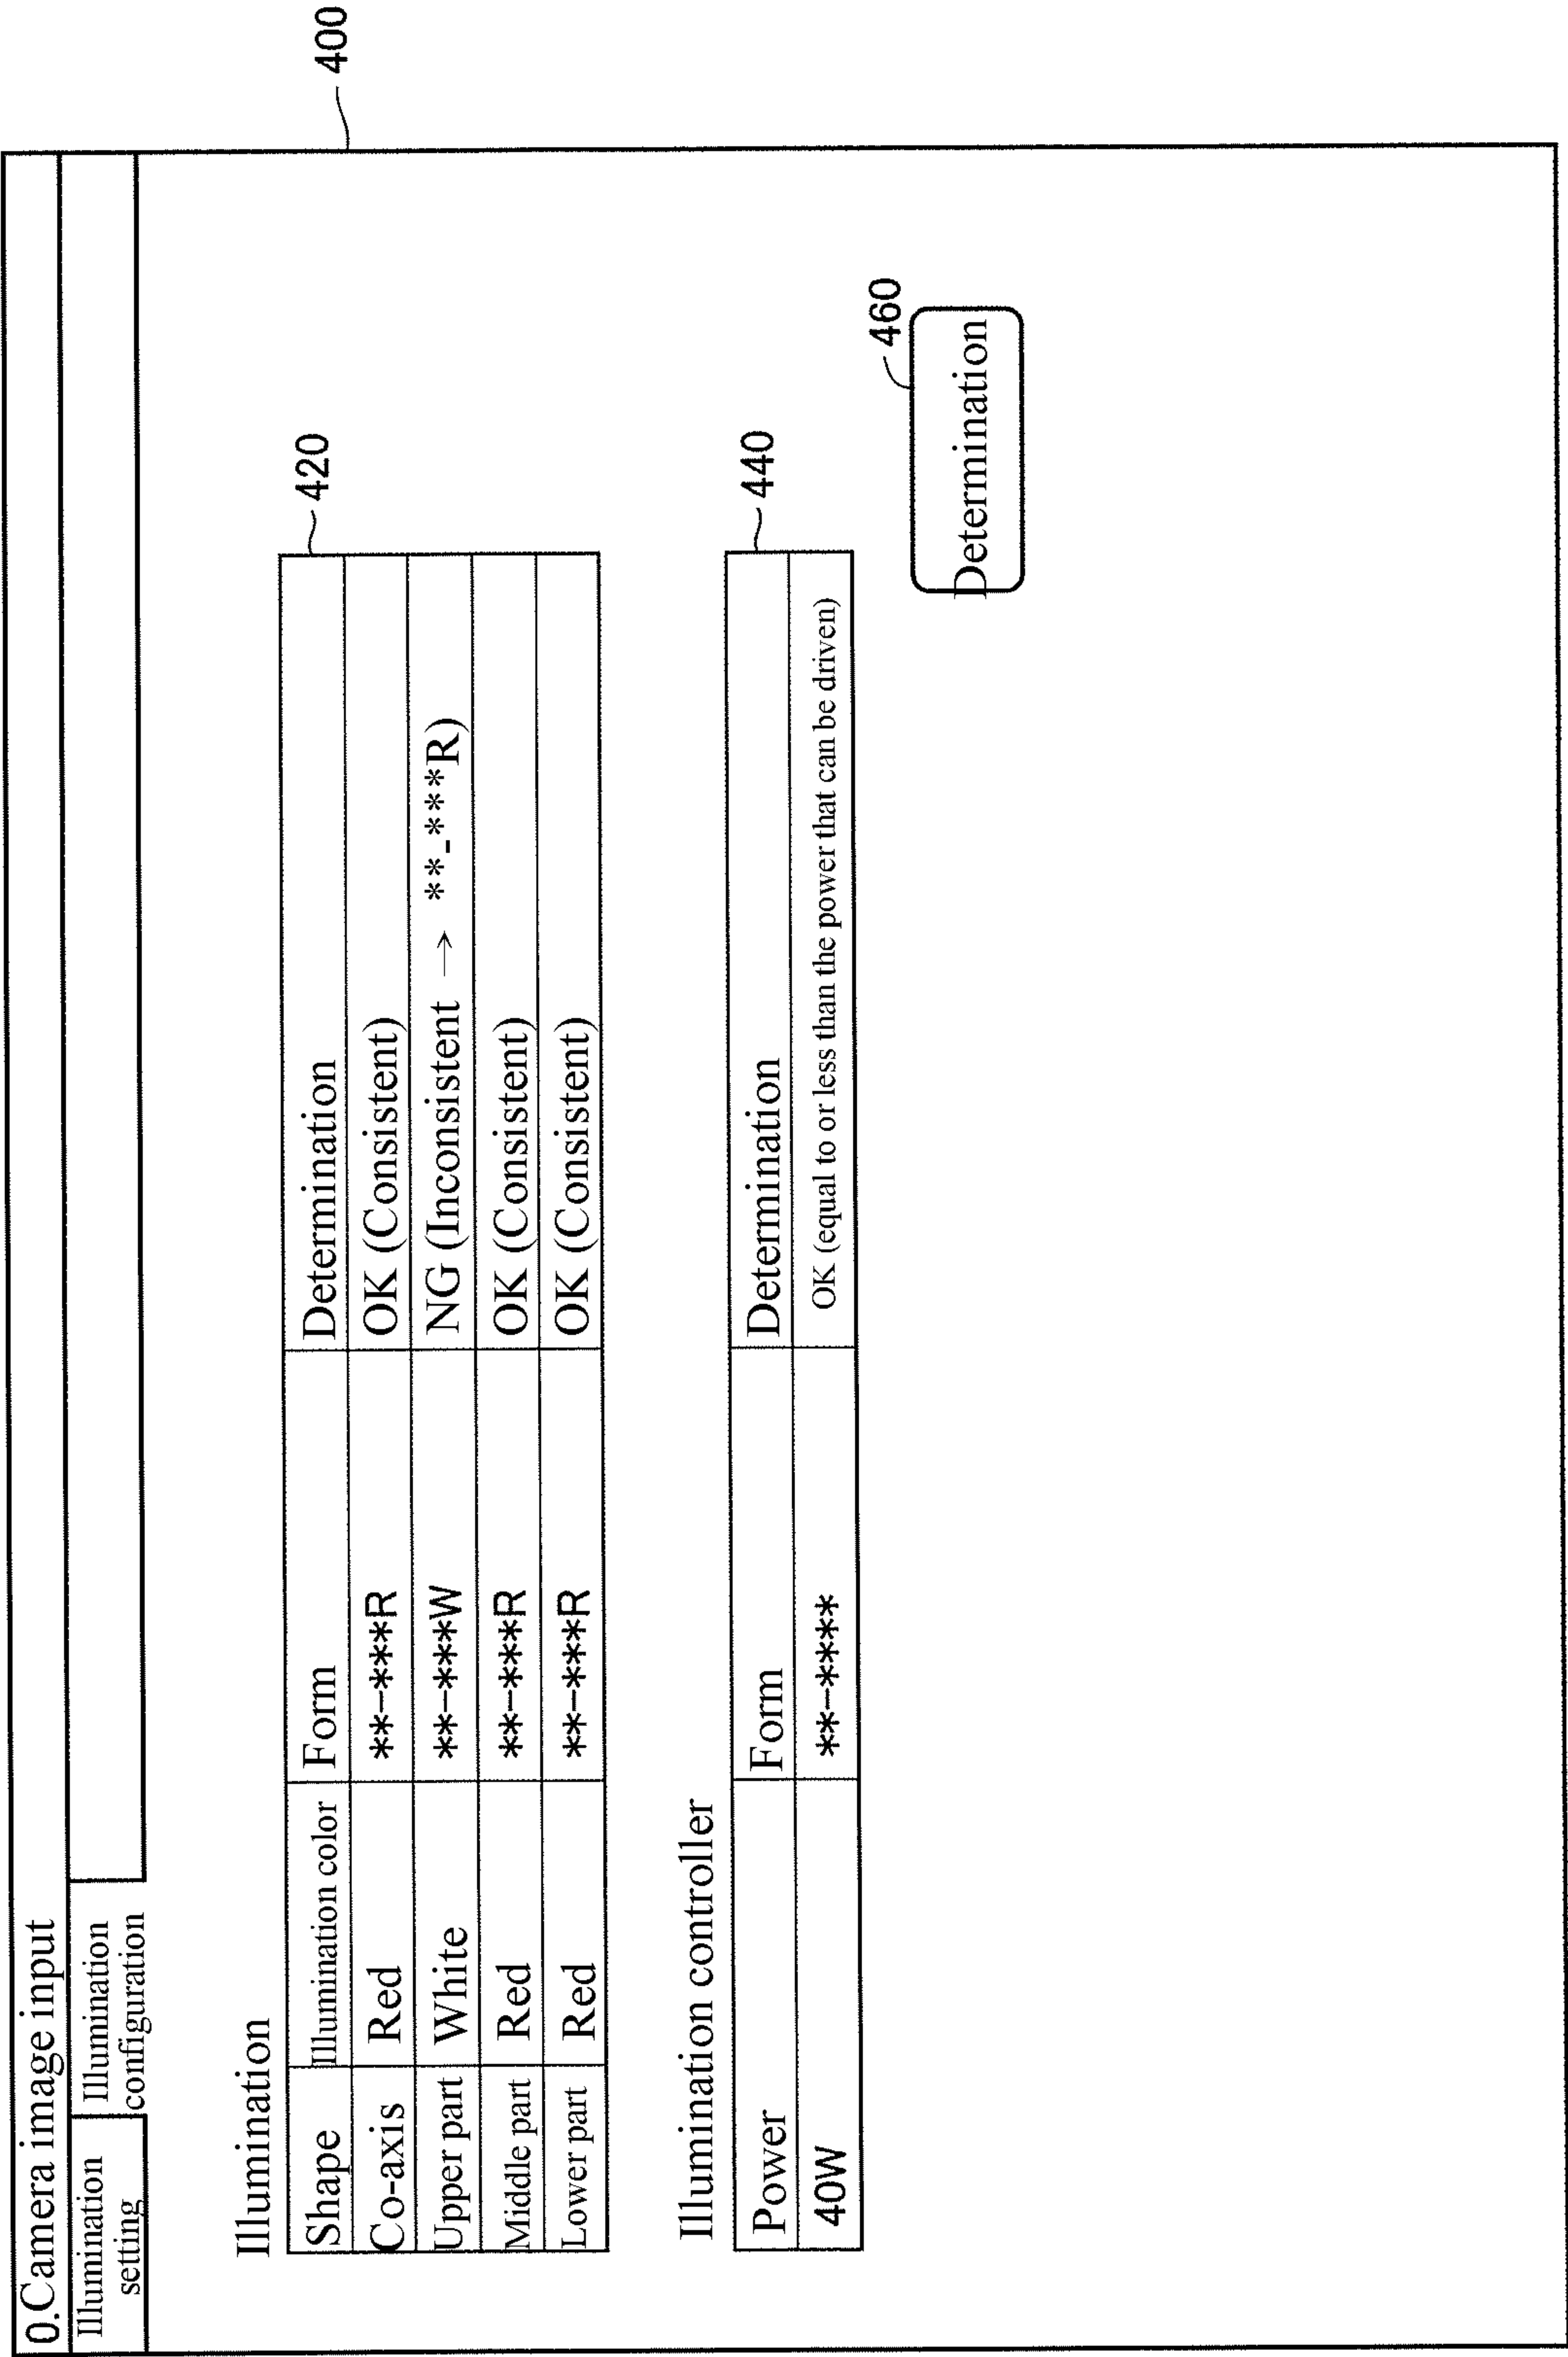 400
0.Camera image input
Illumination
setting
Illumination
configuration
Illumination
420
Shape Illumination color Form Determination
Co-axis Red **-***R OK (Consistent)
Upper part White **-***W NG (Inconsistent → **-***R)
Middle part Red **-***R OK (Consistent)
Lower part Red **-***R OK (Consistent)
Illumination controller
440
Power Form Determination
40W **-**** OK (equal to or less than the power that can be driven)
460
Determination